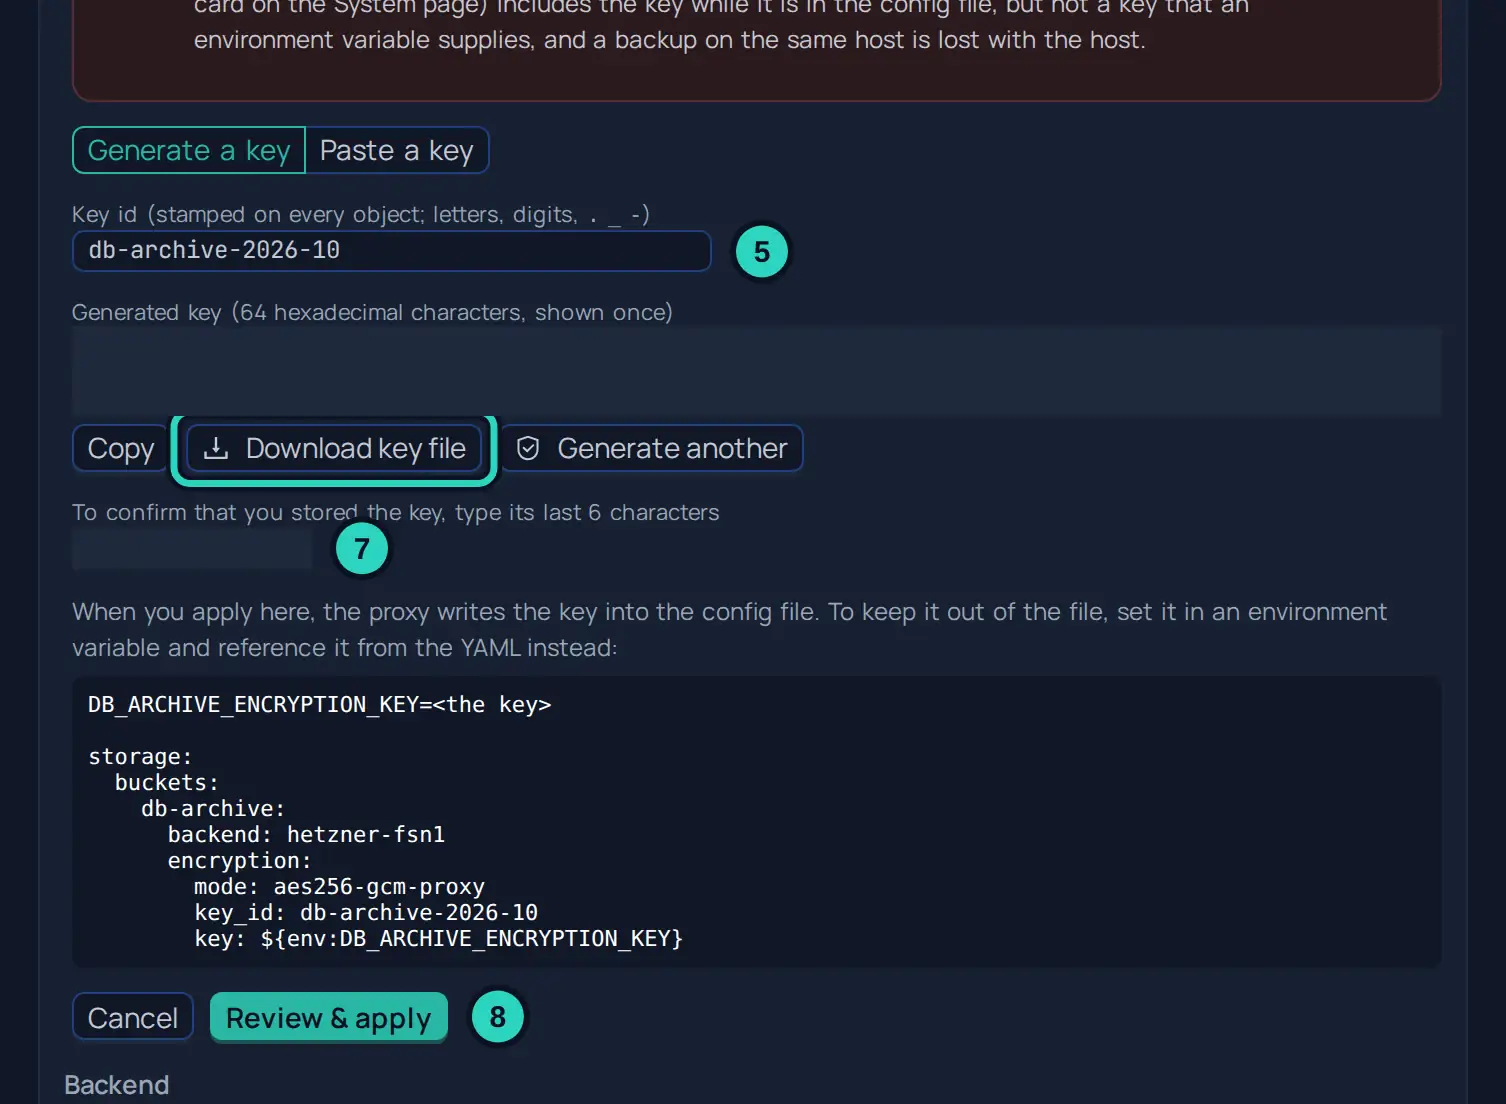 card on the System page) includes the key while it is in the config file, but not a key that an
environment variable supplies, and a backup on the same host is lost with the host.
Generate a key Paste a key
Key id (stamped on every object; letters, digits, . _ -)
db-archive-2026-10
5
Generated key (64 hexadecimal characters, shown once)
Copy Download key file Generate another
To confirm that you stored the key, type its last 6 characters
7
When you apply here, the proxy writes the key into the config file. To keep it out of the file, set it in an environment
variable and reference it from the YAML instead:
DB_ARCHIVE_ENCRYPTION_KEY=<the key>
storage:
  buckets:
    db-archive:
      backend: hetzner-fsn1
      encryption:
        mode: aes256-gcm-proxy
        key_id: db-archive-2026-10
        key: ${env:DB_ARCHIVE_ENCRYPTION_KEY}
Cancel Review & apply 8
Backend